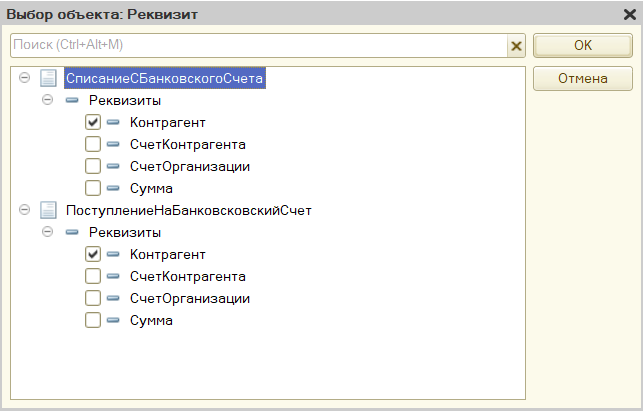 Выбор объекта: Реквизит
Поиск (Ctrl+Alt+M)
OK
СписаниеСБанковскогоСчета
Отмена
Реквизиты
Контрагент
СчетКонтрагента
СчетОрганизации
Сумма
ПоступлениеНаБанковсковскийСчет
Реквизиты
Контрагент
СчетКонтрагента
СчетОрганизации
Сумма